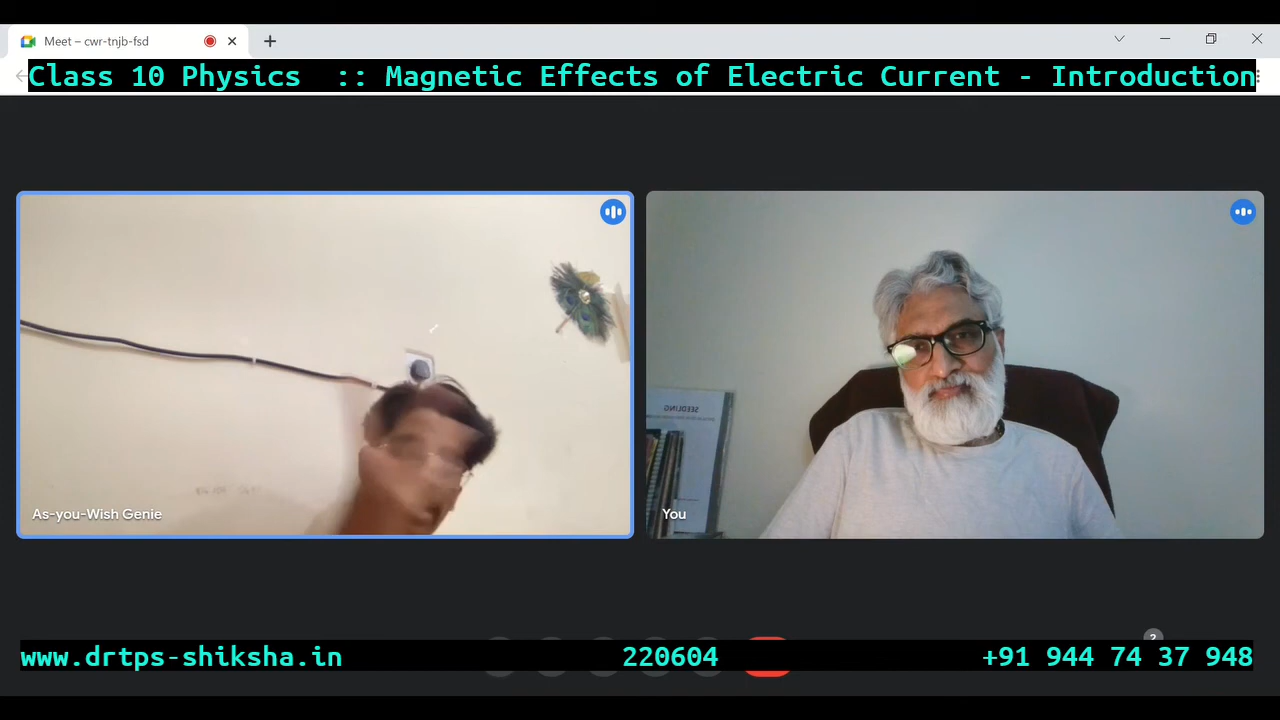 Meet – cwr-tnjb-fsd
Class 10 Physics :: Magnetic Effects of Electric Current - Introduction
SEEDLING
As-you-Wish Genie
You
2
www.drtps-shiksha.in 220604 +91 944 74 37 948